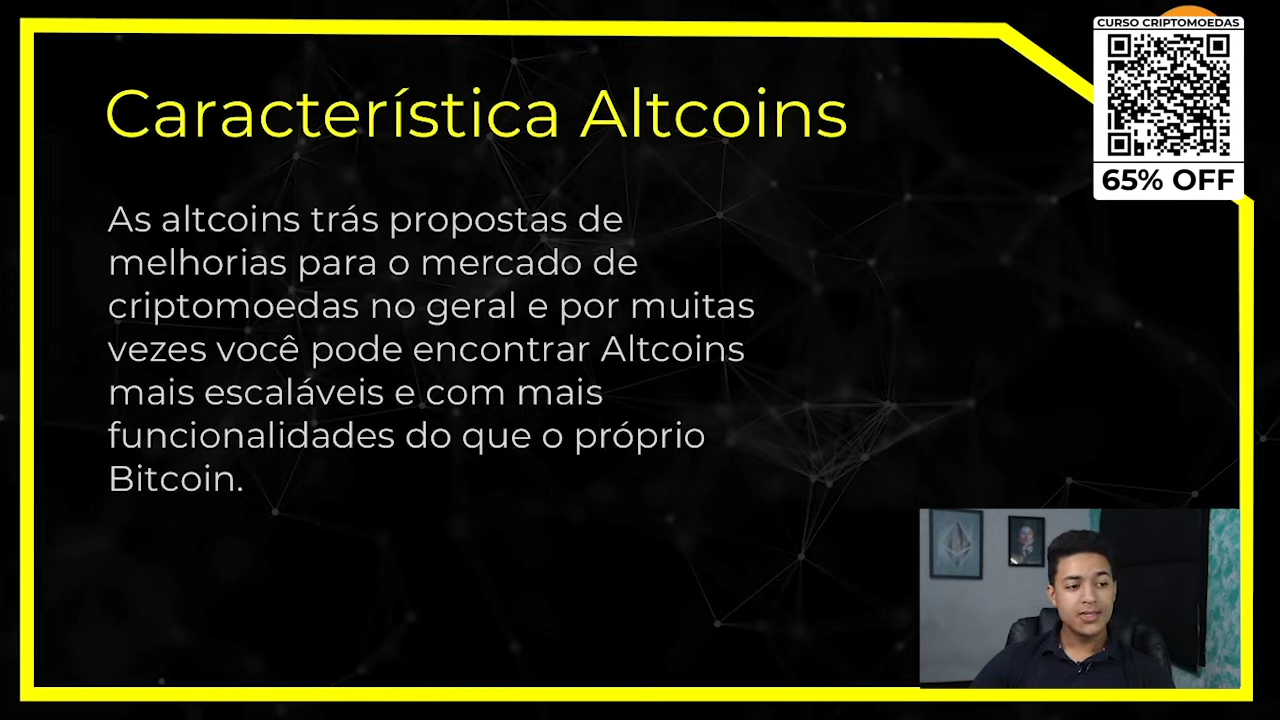 CURSO CRIPTOMOEDAS
65% OFF
Característica Altcoins
As altcoins trás propostas de
melhorias para o mercado de
criptomoedas no geral e por muitas
vezes você pode encontrar Altcoins
mais escaláveis e com mais
funcionalidades do que o próprio
Bitcoin.